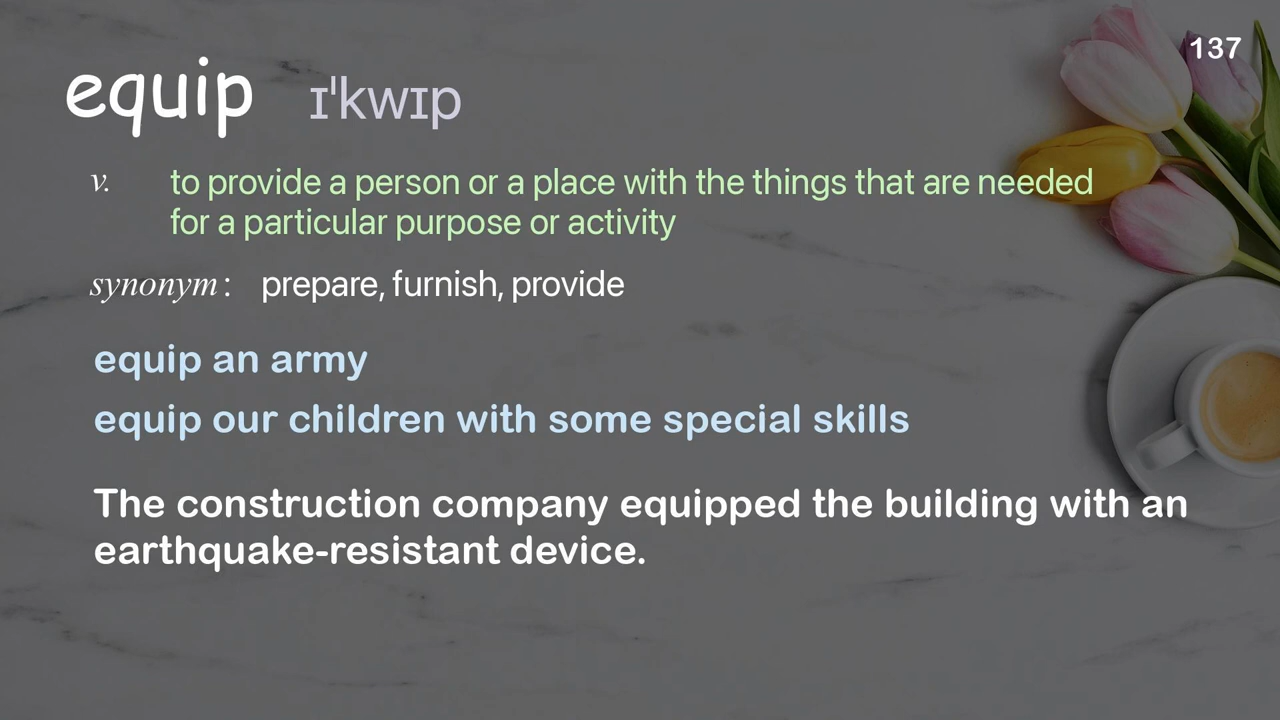 137
equip ɪˈkwɪp
v. to provide a person or a place with the things that are needed
for a particular purpose or activity
synonym: prepare, furnish, provide
equip an army
equip our children with some special skills
The construction company equipped the building with an
earthquake-resistant device.